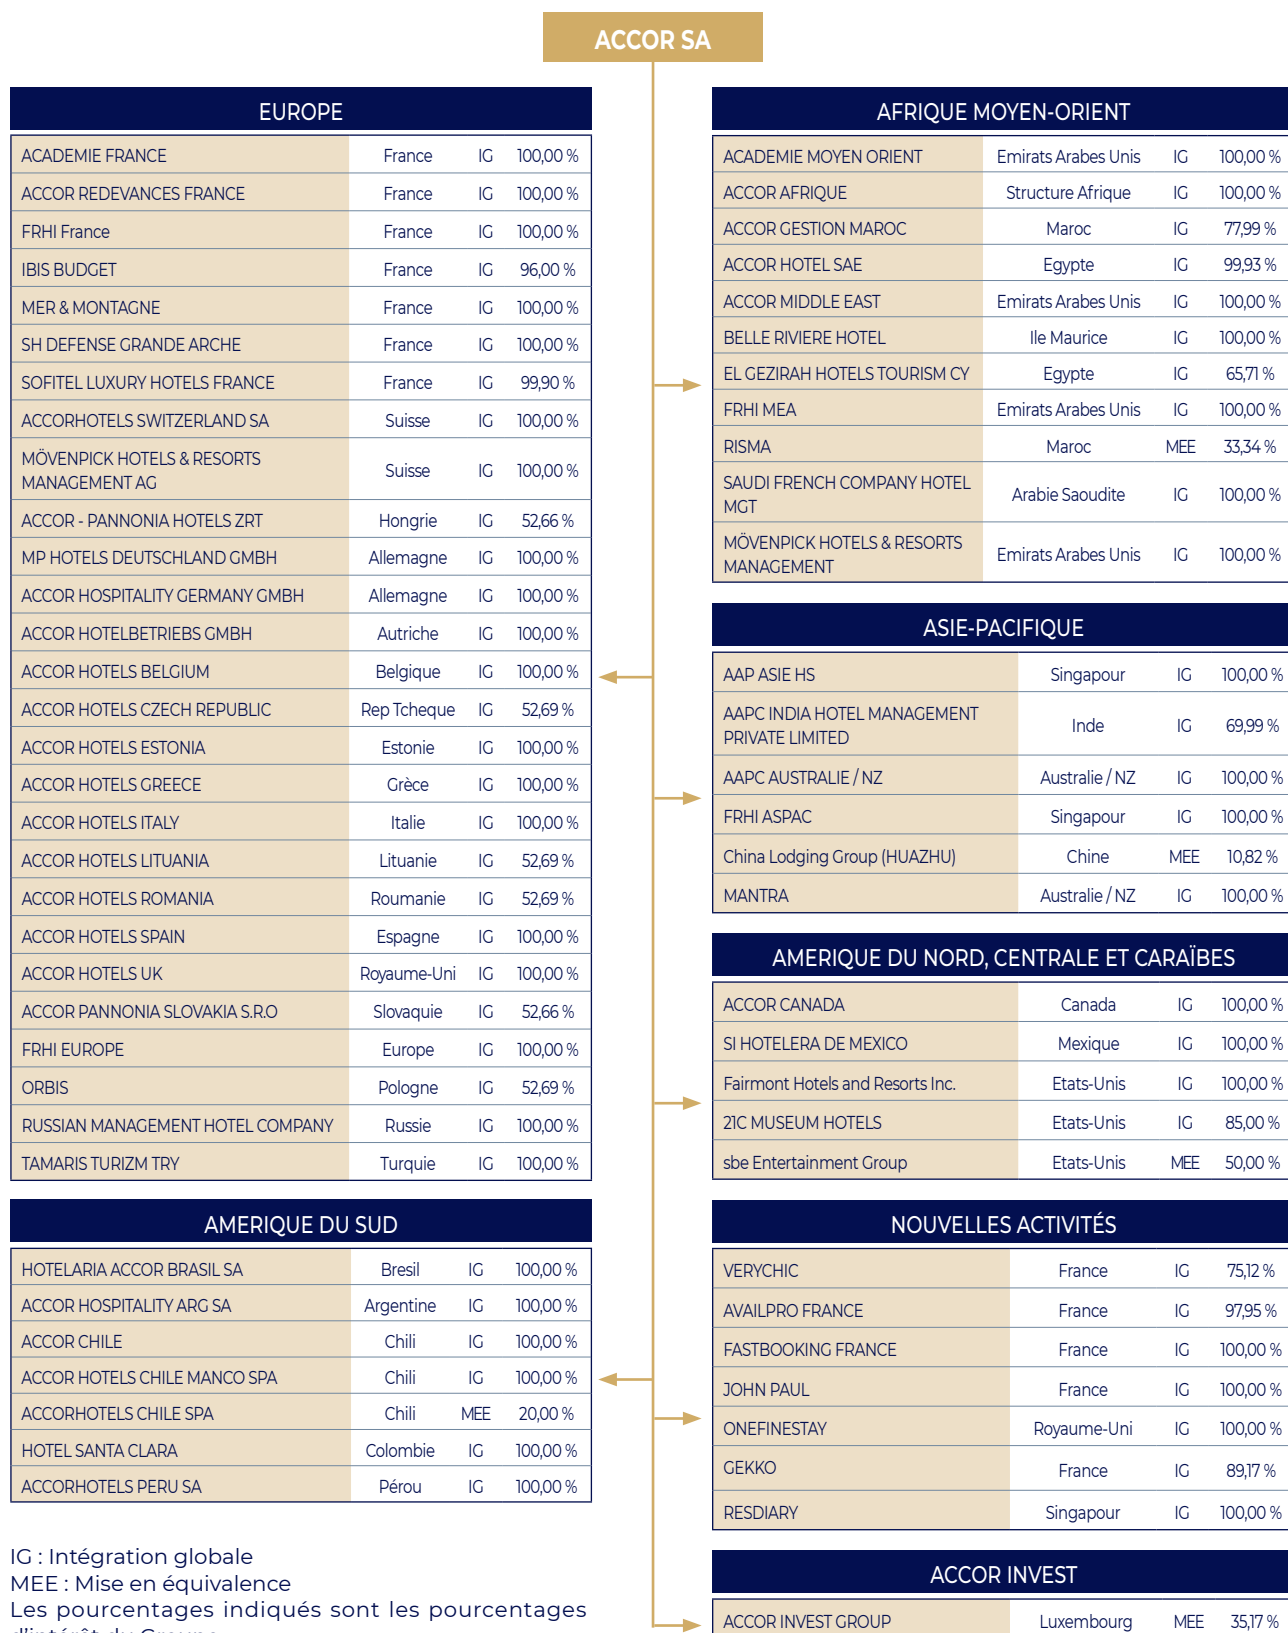 ACCOR SA
EUROPE
ACADEMIE FRANCE France IG 100,00 %
ACCOR REDEVANCES FRANCE France IG 100,00 %
FRHI France France IG 100,00 %
IBIS BUDGET France IG 96,00 %
MER & MONTAGNE France IG 100,00 %
SH DEFENSE GRANDE ARCHE France IG 100,00 %
SOFITEL LUXURY HOTELS FRANCE France IG 99,90 %
ACCORHOTELS SWITZERLAND SA Suisse IG 100,00 %
MÖVENPICK HOTELS & RESORTS
MANAGEMENT AG Suisse IG 100,00 %
ACCOR - PANNONIA HOTELS ZRT Hongrie IG 52,66 %
MP HOTELS DEUTSCHLAND GMBH Allemagne IG 100,00 %
ACCOR HOSPITALITY GERMANY GMBH Allemagne IG 100,00 %
ACCOR HOTELBETRIEBS GMBH Autriche IG 100,00 %
ACCOR HOTELS BELGIUM Belgique IG 100,00 %
ACCOR HOTELS CZECH REPUBLIC Rep Tcheque IG 52,69 %
ACCOR HOTELS ESTONIA Estonie IG 100,00 %
ACCOR HOTELS GREECE Grèce IG 100,00 %
ACCOR HOTELS ITALY Italie IG 100,00 %
ACCOR HOTELS LITUANIA Lituanie IG 52,69 %
ACCOR HOTELS ROMANIA Roumanie IG 52,69 %
ACCOR HOTELS SPAIN Espagne IG 100,00 %
ACCOR HOTELS UK Royaume-Uni IG 100,00 %
ACCOR PANNONIA SLOVAKIA S.R.O Slovaquie IG 52,66 %
FRHI EUROPE Europe IG 100,00 %
ORBIS Pologne IG 52,69 %
RUSSIAN MANAGEMENT HOTEL COMPANY Russie IG 100,00 %
TAMARIS TURIZM TRY Turquie IG 100,00 %
AMERIQUE DU SUD
HOTELARIA ACCOR BRASIL SA Bresil IG 100,00 %
ACCOR HOSPITALITY ARG SA Argentine IG 100,00 %
ACCOR CHILE Chili IG 100,00 %
ACCOR HOTELS CHILE MANCO SPA Chili IG 100,00 %
ACCORHOTELS CHILE SPA Chili MEE 20,00 %
HOTEL SANTA CLARA Colombie IG 100,00 %
ACCORHOTELS PERU SA Pérou IG 100,00 %
IG : Intégration globale
MEE : Mise en équivalence
Les pourcentages indiqués sont les pourcentages
d'intérêt du Groupe
AFRIQUE MOYEN-ORIENT
ACADEMIE MOYEN ORIENT Emirats Arabes Unis IG 100,00 %
ACCOR AFRIQUE Structure Afrique IG 100,00 %
ACCOR GESTION MAROC Maroc IG 77,99 %
ACCOR HOTEL SAE Egypte IG 99,93 %
ACCOR MIDDLE EAST Emirats Arabes Unis IG 100,00 %
BELLE RIVIERE HOTEL Ile Maurice IG 100,00 %
EL GEZIRAH HOTELS TOURISM CY Egypte IG 65,71 %
FRHI MEA Emirats Arabes Unis IG 100,00 %
RISMA Maroc MEE 33,34 %
SAUDI FRENCH COMPANY HOTEL
MGT Arabie Saoudite IG 100,00 %
MÖVENPICK HOTELS & RESORTS
MANAGEMENT Emirats Arabes Unis IG 100,00 %
ASIE-PACIFIQUE
AAP ASIE HS Singapour IG 100,00 %
AAPC INDIA HOTEL MANAGEMENT
PRIVATE LIMITED Inde IG 69,99 %
AAPC AUSTRALIE / NZ Australie / NZ IG 100,00 %
FRHI ASPAC Singapour IG 100,00 %
China Lodging Group (HUAZHU) Chine MEE 10,82 %
MANTRA Australie / NZ IG 100,00 %
AMERIQUE DU NORD, CENTRALE ET CARAÏBES
ACCOR CANADA Canada IG 100,00 %
SI HOTELERA DE MEXICO Mexique IG 100,00 %
Fairmont Hotels and Resorts Inc. Etats-Unis IG 100,00 %
21C MUSEUM HOTELS Etats-Unis IG 85,00 %
sbe Entertainment Group Etats-Unis MEE 50,00 %
NOUVELLES ACTIVITÉS
VERYCHIC France IG 75,12 %
AVAILPRO FRANCE France IG 97,95 %
FASTBOOKING FRANCE France IG 100,00 %
JOHN PAUL France IG 100,00 %
ONEFINESTAY Royaume-Uni IG 100,00 %
GEKKO France IG 89,17 %
RESDIARY Singapour IG 100,00 %
ACCOR INVEST
ACCOR INVEST GROUP Luxembourg MEE 35,17 %